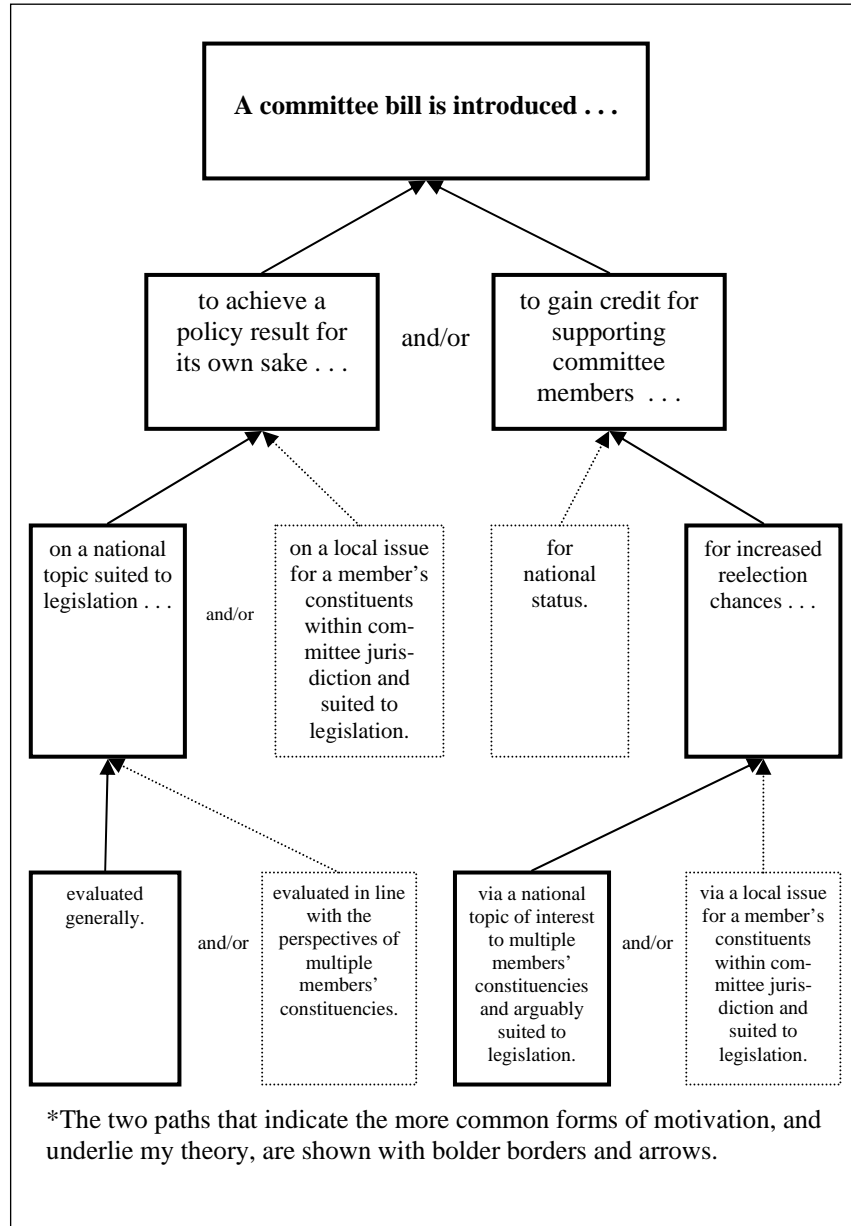 A committee bill is introduced . . .
to achieve a
policy result for
its own sake . . .
and/or
to gain credit for
supporting
committee
members . . .
on a national
topic suited to
legislation . . .
and/or
on a local issue
for a member’s
constituents
within com-
mittee juris-
diction and
suited to
legislation.
for
national
status.
for increased
reelection
chances . . .
evaluated
generally.
and/or
evaluated in line
with the
perspectives of
multiple
members’
constituencies.
via a national
topic of interest
to multiple
members’
constituencies
and arguably
suited to
legislation.
and/or
via a local issue
for a member’s
constituents
within com-
mittee juris-
diction and
suited to
legislation.
*The two paths that indicate the more common forms of motivation, and
underlie my theory, are shown with bolder borders and arrows.